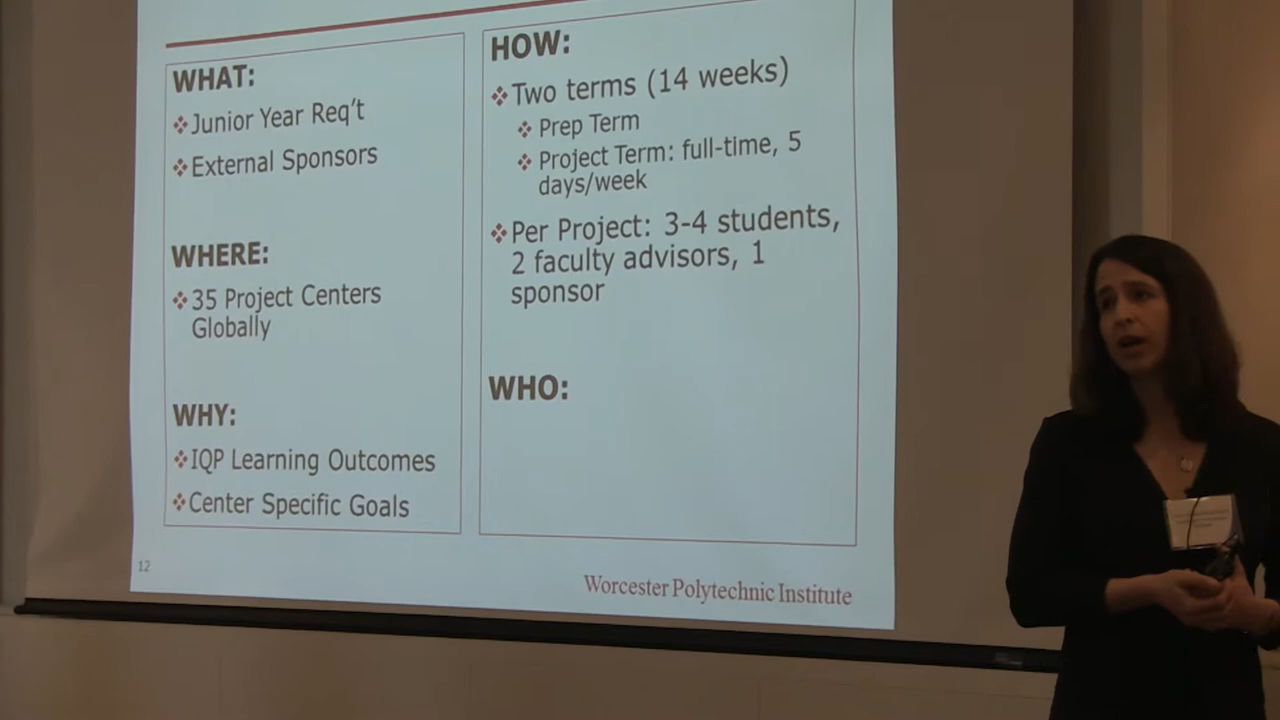 WHAT:
❖Junior Year Req't
❖External Sponsors
WHERE:
❖35 Project Centers
Globally
WHY:
❖IQP Learning Outcomes
❖Center Specific Goals
HOW:
❖Two terms (14 weeks)
❖Prep Term
❖Project Term: full-time, 5
days/week
❖Per Project: 3-4 students,
2 faculty advisors, 1
sponsor
WHO:
12
Worcester Polytechnic Institute